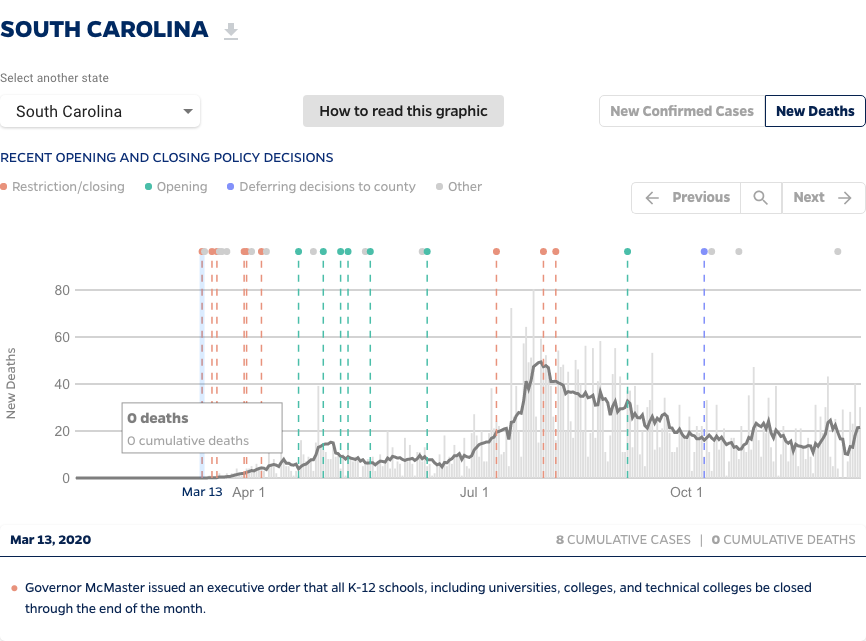 SOUTH CAROLINA
Select another state
South Carolina
How to read this graphic
New Confirmed Cases
New Deaths
RECENT OPENING AND CLOSING POLICY DECISIONS
Restriction/closing
Opening
Deferring decisions to county
Other
Previous
Next
New Deaths
80
60
40
20
0
0 deaths
0 cumulative deaths
Mar 13
Apr 1
Jul 1
Oct 1
Mar 13, 2020
8 CUMULATIVE CASES | 0 CUMULATIVE DEATHS
Governor McMaster issued an executive order that all K-12 schools, including universities, colleges, and technical colleges be closed
through the end of the month.